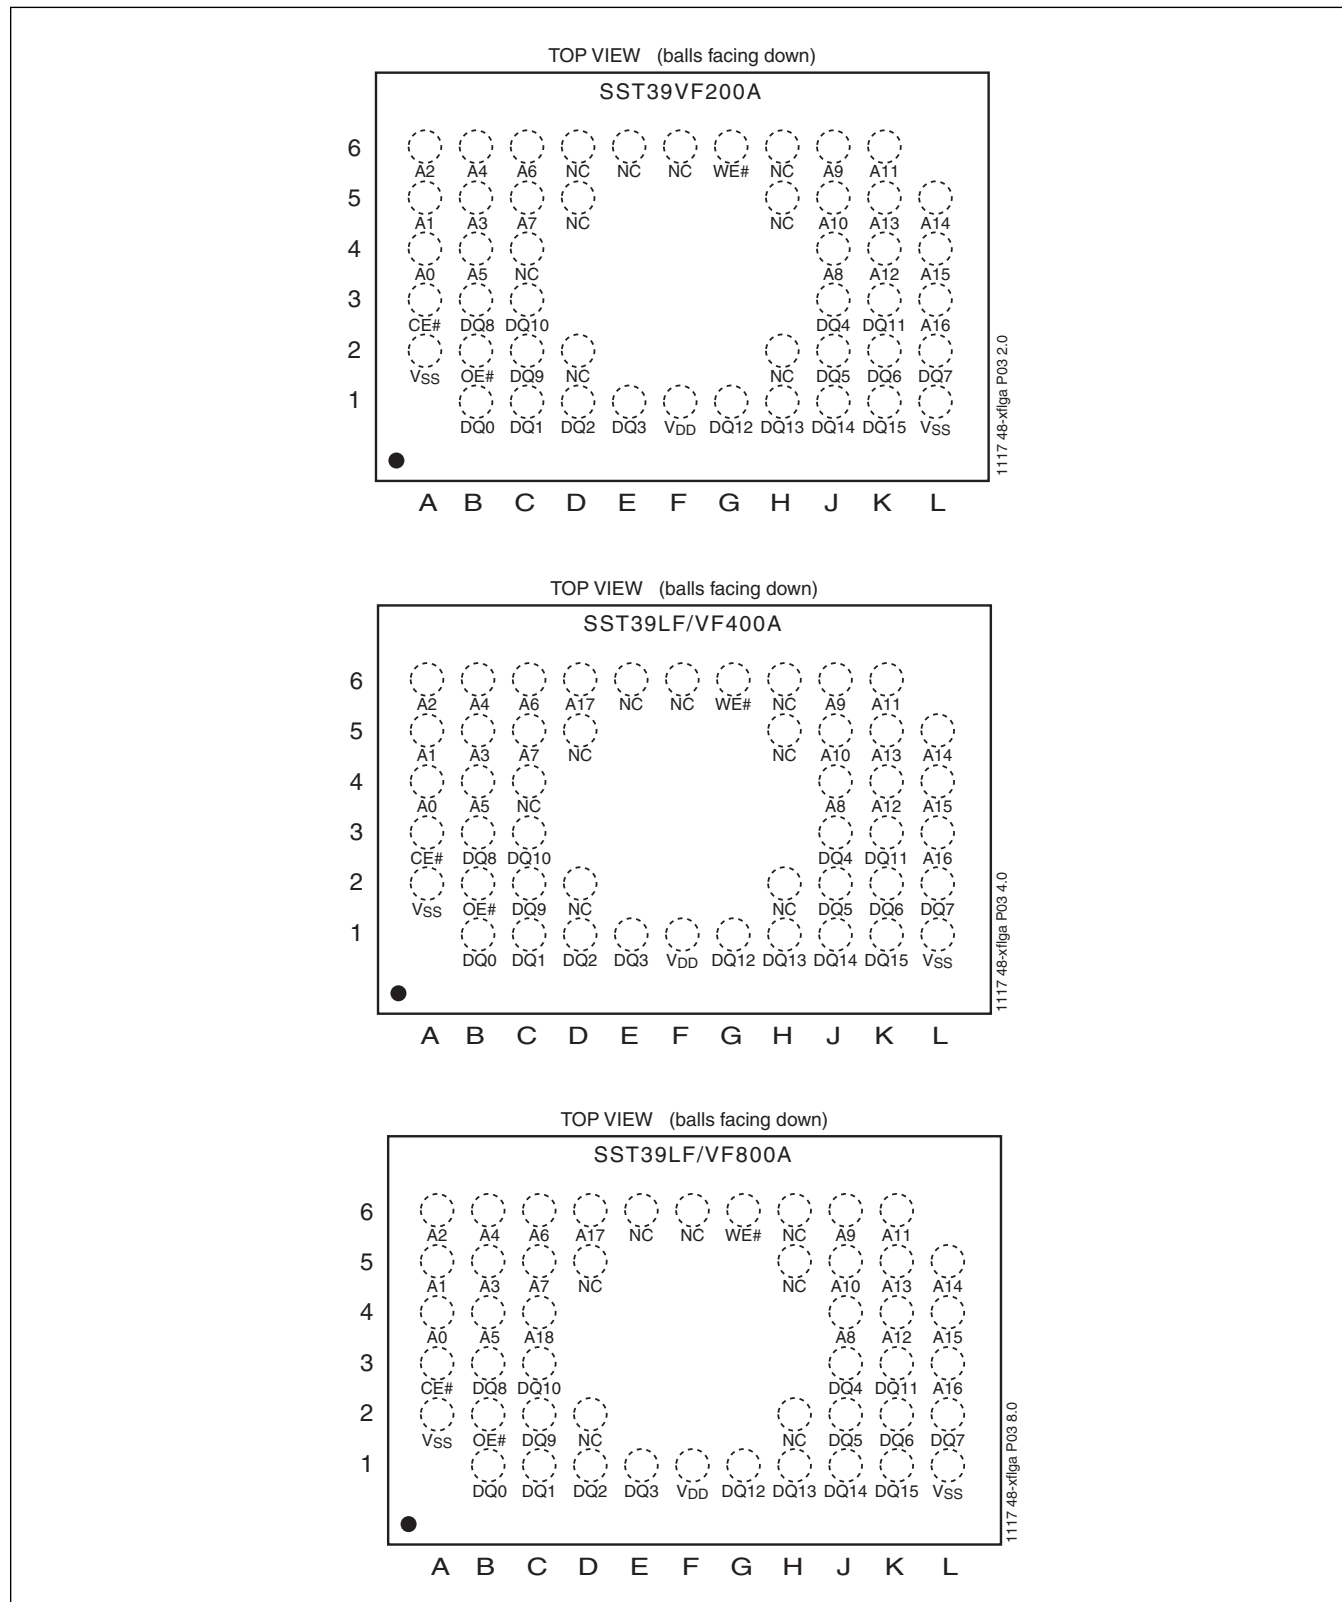 TOP VIEW (balls facing down)
SST39VF200A
6
A2 A4 A6 NC NC NC WE# NC A9 A11
5
A1 A3 A7 NC NC A10 A13 A14
4
A0 A5 NC A8 A12 A15
3
CE# DQ8 DQ10 DQ4 DQ11 A16
2
VSS OE# DQ9 NC NC DQ5 DQ6 DQ7
1
DQ0 DQ1 DQ2 DQ3 VDD DQ12 DQ13 DQ14 DQ15 VSS
1117 48-xflga P03 2.0
A B C D E F G H J K L
TOP VIEW (balls facing down)
SST39LF/VF400A
6
A2 A4 A6 A17 NC NC WE# NC A9 A11
5
A1 A3 A7 NC NC A10 A13 A14
4
A0 A5 NC A8 A12 A15
3
CE# DQ8 DQ10 DQ4 DQ11 A16
2
VSS OE# DQ9 NC NC DQ5 DQ6 DQ7
1
DQ0 DQ1 DQ2 DQ3 VDD DQ12 DQ13 DQ14 DQ15 VSS
1117 48-xflga P03 4.0
A B C D E F G H J K L
TOP VIEW (balls facing down)
SST39LF/VF800A
6
A2 A4 A6 A17 NC NC WE# NC A9 A11
5
A1 A3 A7 NC NC A10 A13 A14
4
A0 A5 A18 A8 A12 A15
3
CE# DQ8 DQ10 DQ4 DQ11 A16
2
VSS OE# DQ9 NC NC DQ5 DQ6 DQ7
1
DQ0 DQ1 DQ2 DQ3 VDD DQ12 DQ13 DQ14 DQ15 VSS
1117 48-xflga P03 8.0
A B C D E F G H J K L